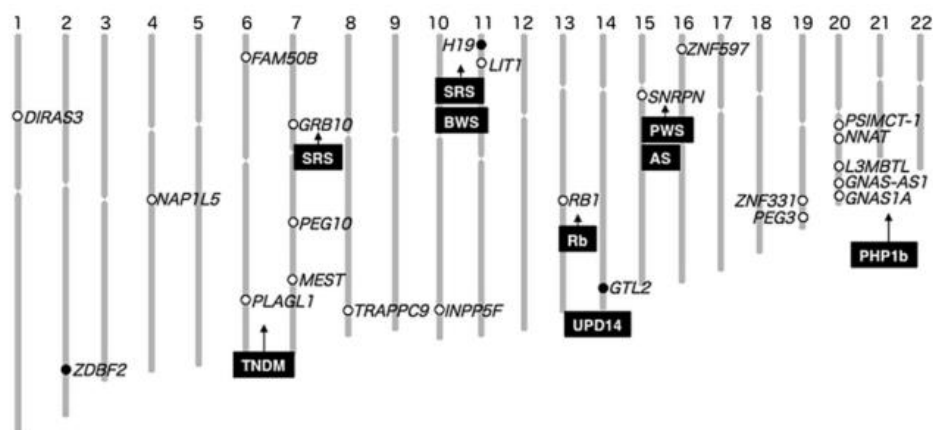 1 2 3 4 5 6 7 8 9 10 11 12 13 14 15 16 17 18 19 20 21 22
H19
ZNF597
FAM50B
LIT1
SRS
SNRPN
DIRAS3
GRB10
BWS
PWS
PSIMCT-1
NNAT
SRS
AS
L3MBTL
GNAS-AS1
NAP1L5
RB1
ZNF331
GNAS1A
PEG10
PEG3
Rb
PHP1b
MEST
GTL2
PLAGL1
TRAPPC9
INPP5F
UPD14
TNDM
ZDBF2